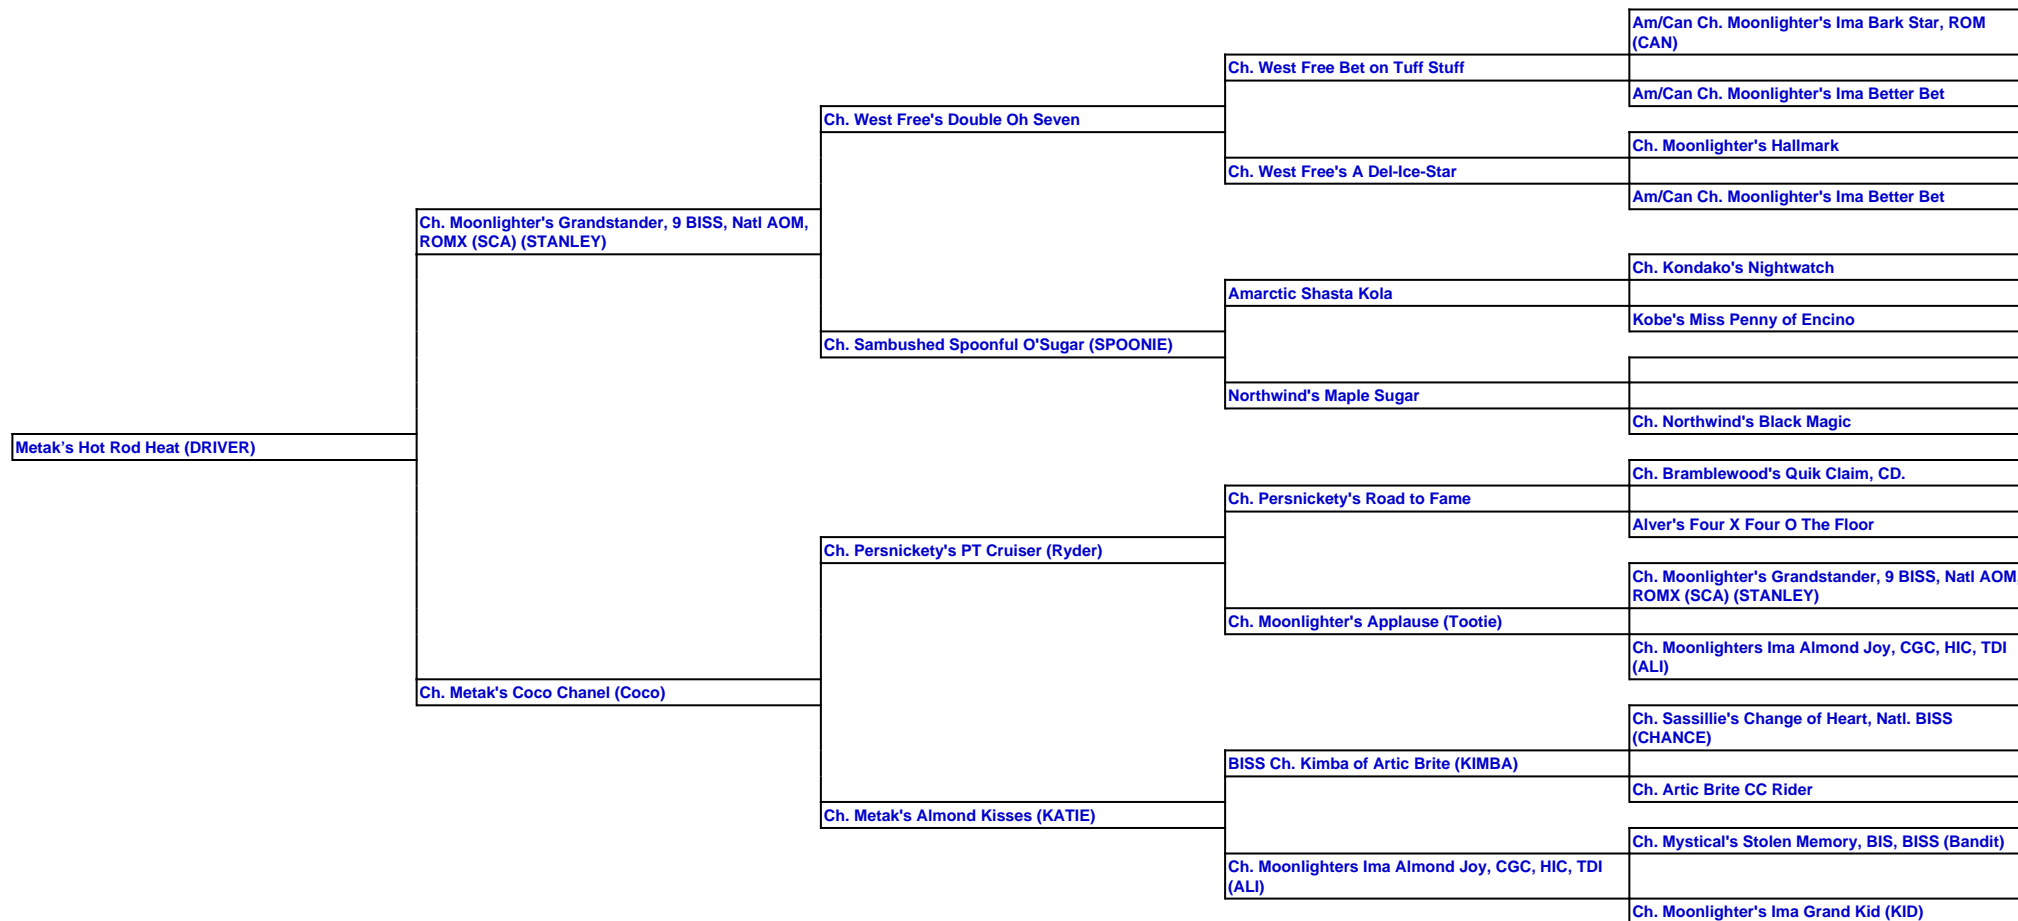 Am/Can Ch. Moonlighter's Ima Bark Star, ROM
(CAN)
Ch. West Free Bet on Tuff Stuff
Am/Can Ch. Moonlighter's Ima Better Bet
Ch. West Free's Double Oh Seven
Ch. Moonlighter's Hallmark
Ch. West Free's A Del-Ice-Star
Am/Can Ch. Moonlighter's Ima Better Bet
Ch. Moonlighter's Grandstander, 9 BISS, Natl AOM,
ROMX (SCA) (STANLEY)
Ch. Kondako's Nightwatch
Amarctic Shasta Kola
Kobe's Miss Penny of Encino
Ch. Sambushed Spoonful O'Sugar (SPOONIE)
Northwind's Maple Sugar
Ch. Northwind's Black Magic
Metak’s Hot Rod Heat (DRIVER)
Ch. Bramblewood's Quik Claim, CD.
Ch. Persnickety's Road to Fame
Alver's Four X Four O The Floor
Ch. Persnickety's PT Cruiser (Ryder)
Ch. Moonlighter's Grandstander, 9 BISS, Natl AOM,
ROMX (SCA) (STANLEY)
Ch. Moonlighter's Applause (Tootie)
Ch. Moonlighters Ima Almond Joy, CGC, HIC, TDI
(ALI)
Ch. Metak's Coco Chanel (Coco)
Ch. Sassillie's Change of Heart, Natl. BISS
(CHANCE)
BISS Ch. Kimba of Artic Brite (KIMBA)
Ch. Artic Brite CC Rider
Ch. Metak's Almond Kisses (KATIE)
Ch. Mystical's Stolen Memory, BIS, BISS (Bandit)
Ch. Moonlighters Ima Almond Joy, CGC, HIC, TDI
(ALI)
Ch. Moonlighter's Ima Grand Kid (KID)